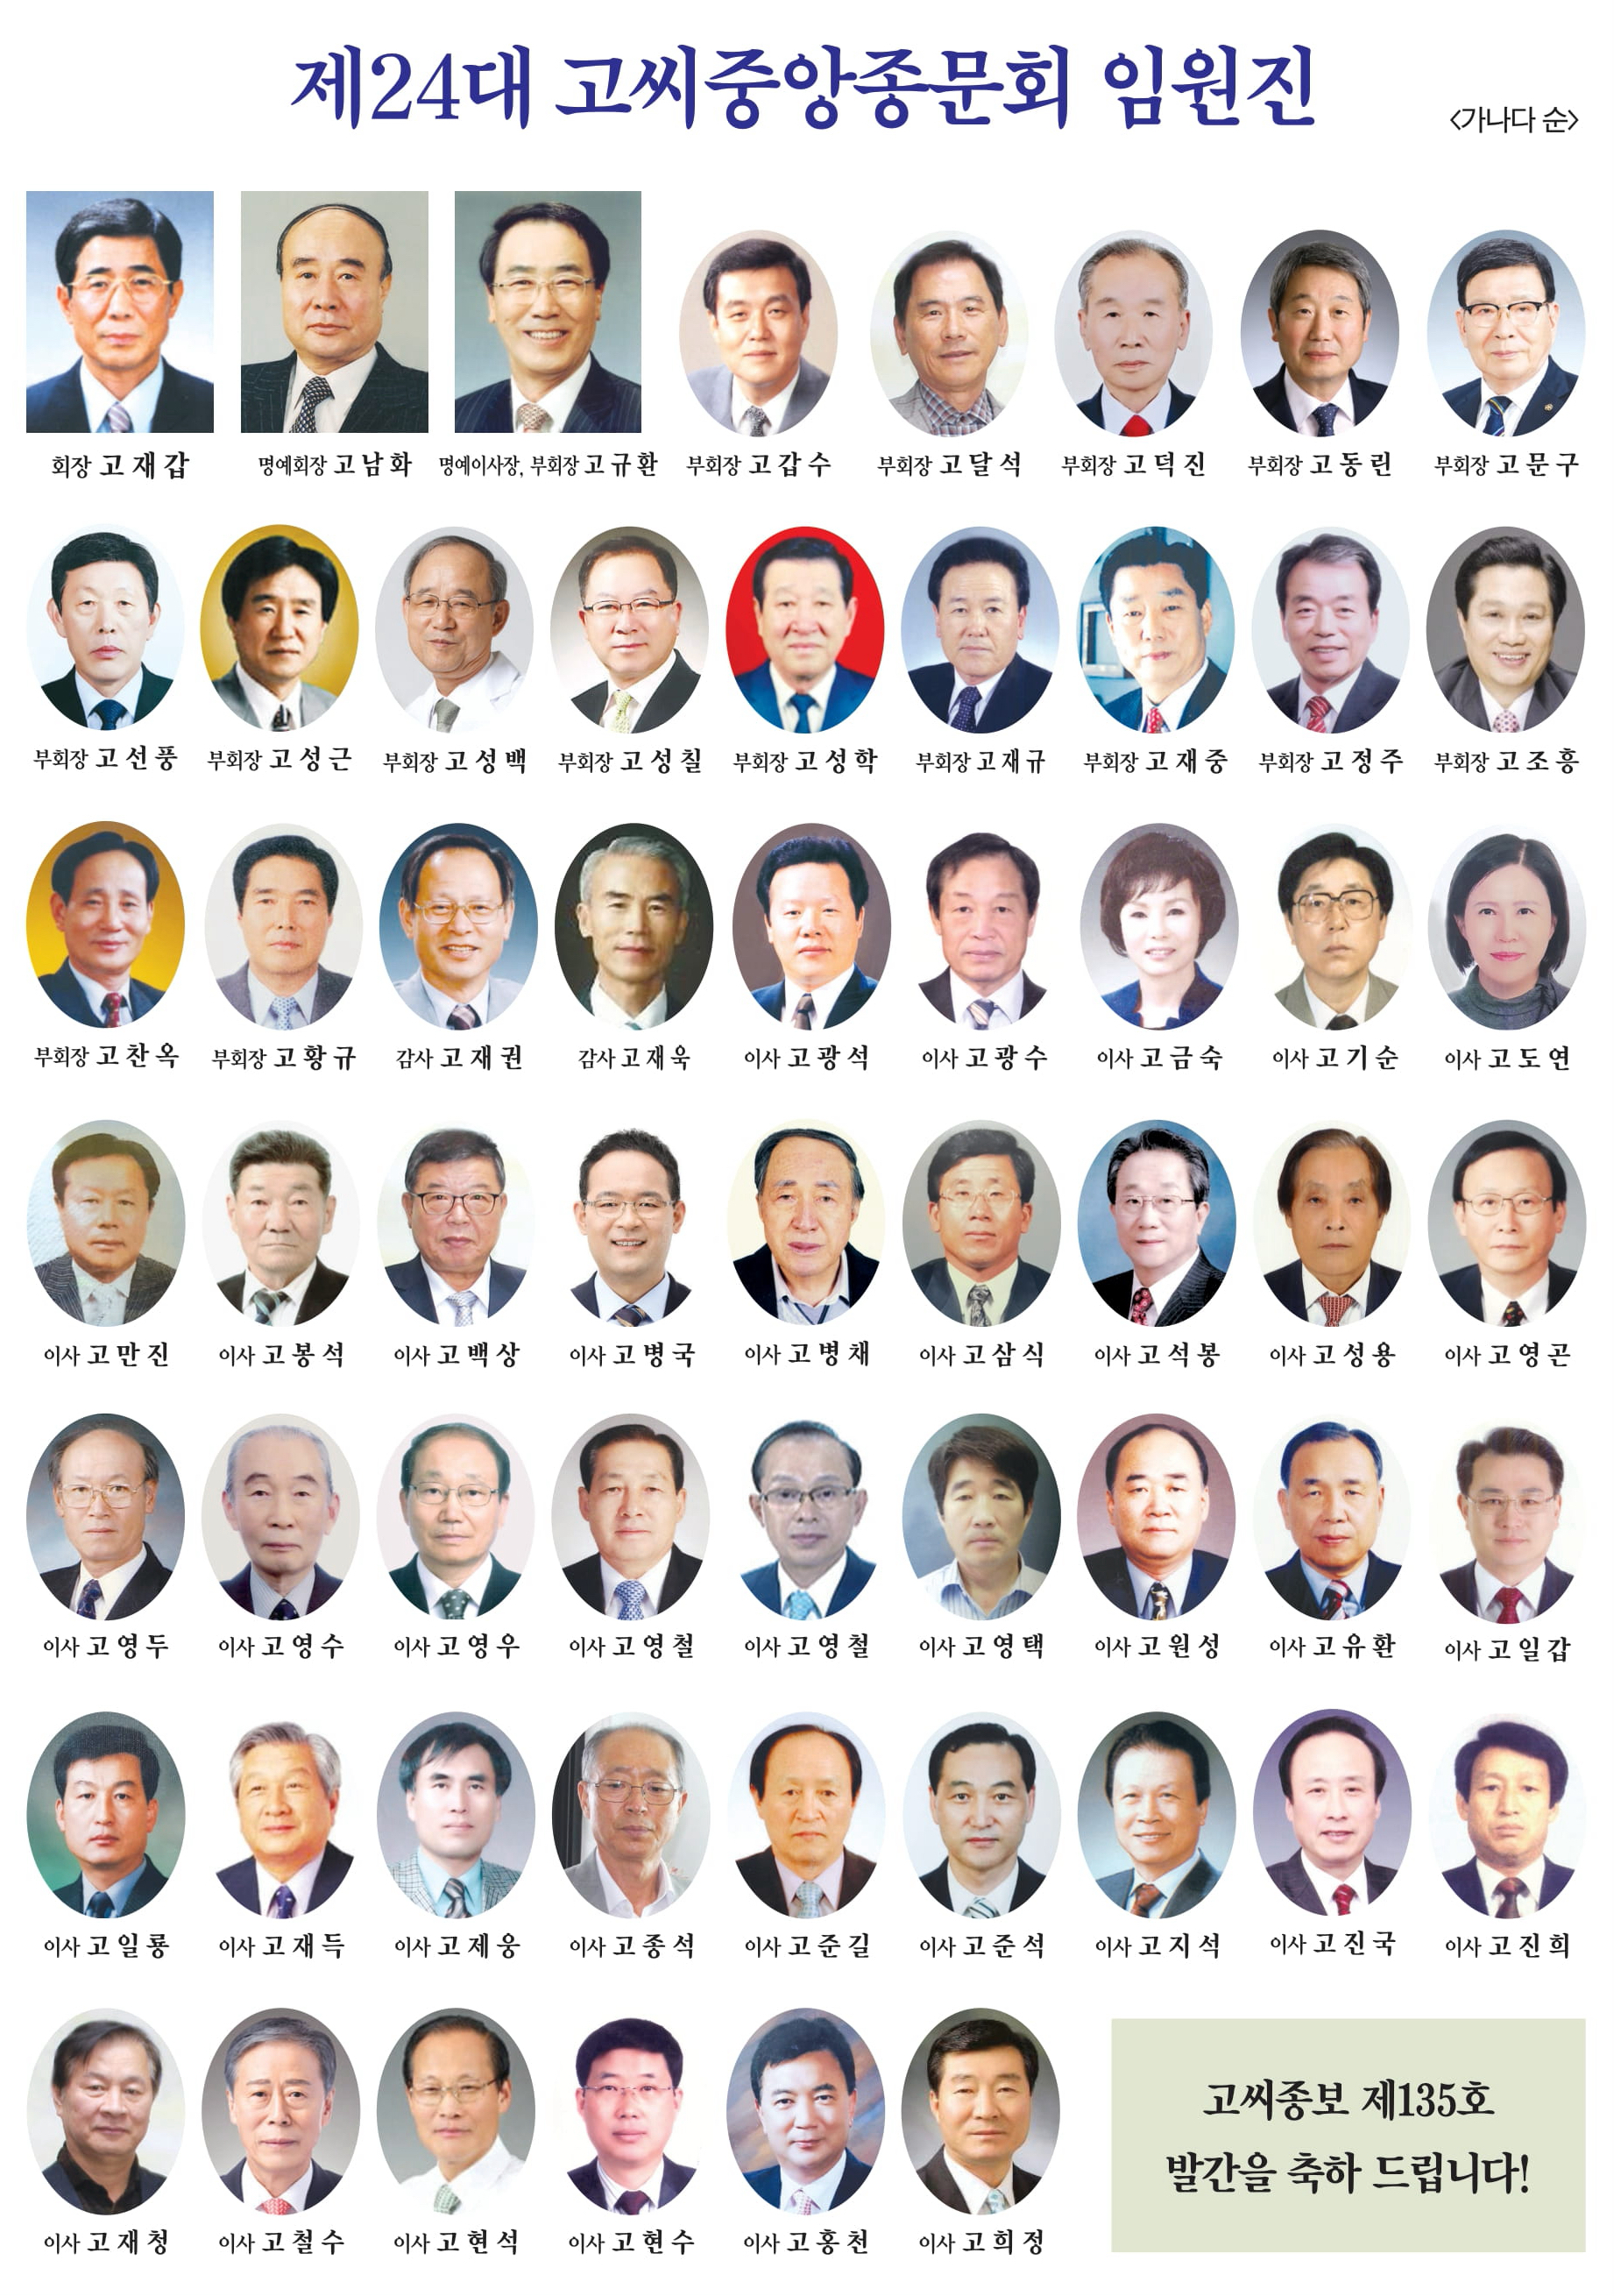 제24대 고씨중앙종문회 임원진
<가나다 순>
회장 고재갑
명예회장 고남화
명예이사장, 부회장 고규환
부회장 고갑수
부회장 고달석
부회장 고덕진
부회장 고동린
부회장 고문구
부회장 고선풍
부회장 고성근
부회장 고성백
부회장 고성칠
부회장 고성학
부회장 고재규
부회장 고재중
부회장 고정주
부회장 고조흥
부회장 고찬옥
부회장 고황규
감사 고재권
감사 고재욱
이사 고광석
이사 고광수
이사 고금숙
이사 고기순
이사 고도연
이사 고만진
이사 고봉석
이사 고백상
이사 고병국
이사 고병채
이사 고삼식
이사 고석봉
이사 고성용
이사 고영곤
이사 고영두
이사 고영수
이사 고영우
이사 고영철
이사 고영철
이사 고영택
이사 고원성
이사 고유환
이사 고일갑
이사 고일룡
이사 고재득
이사 고제웅
이사 고종석
이사 고준길
이사 고준석
이사 고지석
이사 고진국
이사 고진희
이사 고재청
이사 고철수
이사 고현석
이사 고현수
이사 고홍천
이사 고희정
고씨종보 제135호
발간을 축하 드립니다!